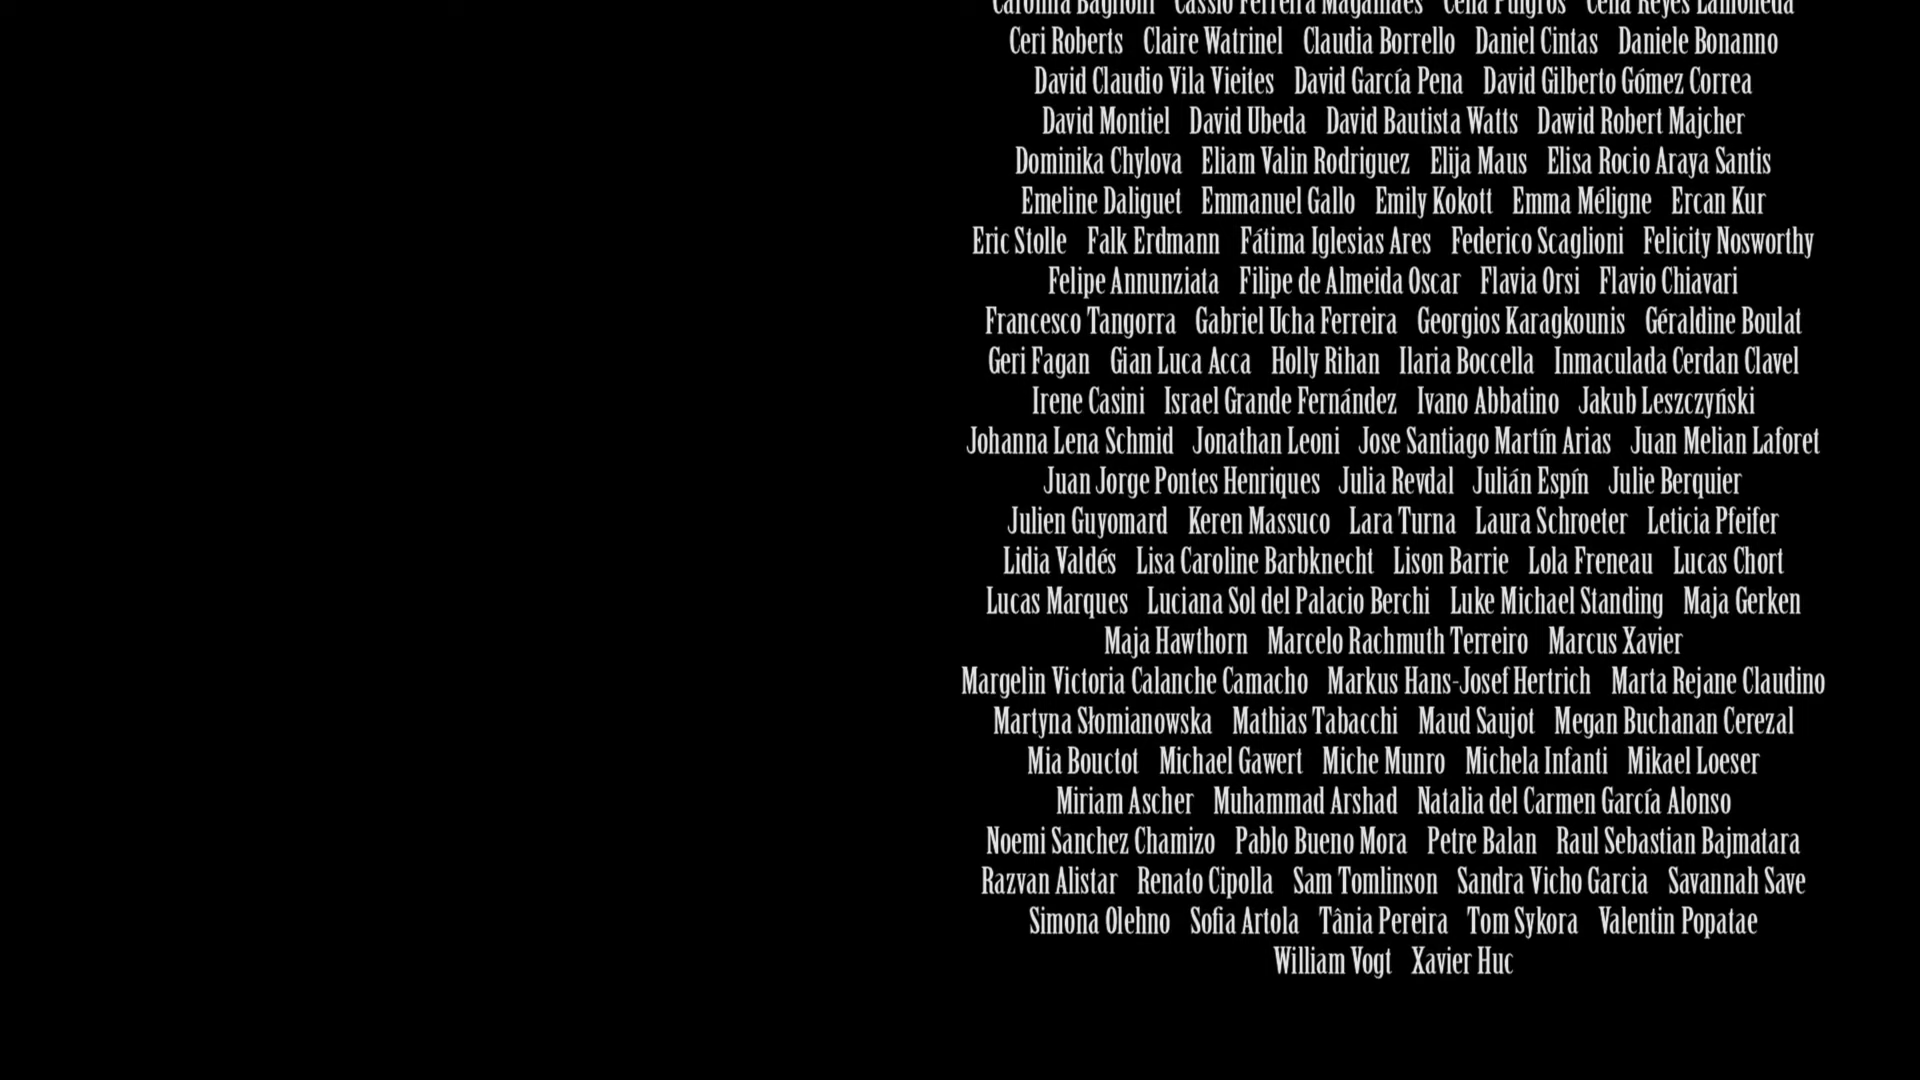 Carolina Baglioni Cassio Ferreira Magalhães Celia Puigros Celia Reyes Lamoneda
Ceri Roberts Claire Watrinel Claudia Borrello Daniel Cintas Daniele Bonanno
David Claudio Vila Vieites David García Pena David Gilberto Gómez Correa
David Montiel David Ubeda David Bautista Watts Dawid Robert Majcher
Dominika Chylova Eliam Valin Rodriguez Elija Maus Elisa Rocio Araya Santis
Emeline Daliguet Emmanuel Gallo Emily Kokott Emma Méligne Ercan Kur
Eric Stolle Falk Erdmann Fátima Iglesias Ares Federico Scaglioni Felicity Nosworthy
Felipe Annunziata Filipe de Almeida Oscar Flavia Orsi Flavio Chiavari
Francesco Tangorra Gabriel Ucha Ferreira Georgios Karagkounis Géraldine Boulat
Geri Fagan Gian Luca Acca Holly Rihan Ilaria Boccella Inmaculada Cerdan Clavel
Irene Casini Israel Grande Fernández Ivano Abbatino Jakub Leszczyński
Johanna Lena Schmid Jonathan Leoni Jose Santiago Martín Arias Juan Melian Laforet
Juan Jorge Pontes Henriques Julia Revdal Julián Espín Julie Berquier
Julien Guyomard Keren Massuco Lara Turna Laura Schroeter Leticia Pfeifer
Lidia Valdés Lisa Caroline Barbknecht Lison Barrie Lola Freneau Lucas Chort
Lucas Marques Luciana Sol del Palacio Berchi Luke Michael Standing Maja Gerken
Maja Hawthorn Marcelo Rachmuth Terreiro Marcus Xavier
Margelin Victoria Calanche Camacho Markus Hans-Josef Hertrich Marta Rejane Claudino
Martyna Słomianowska Mathias Tabacchi Maud Saujot Megan Buchanan Cerezal
Mia Bouctot Michael Gawert Miche Munro Michela Infanti Mikael Loeser
Miriam Ascher Muhammad Arshad Natalia del Carmen García Alonso
Noemi Sanchez Chamizo Pablo Bueno Mora Petre Balan Raul Sebastian Bajmatara
Razvan Alistar Renato Cipolla Sam Tomlinson Sandra Vicho Garcia Savannah Save
Simona Olehno Sofia Artola Tânia Pereira Tom Sykora Valentin Popatae
William Vogt Xavier Huc